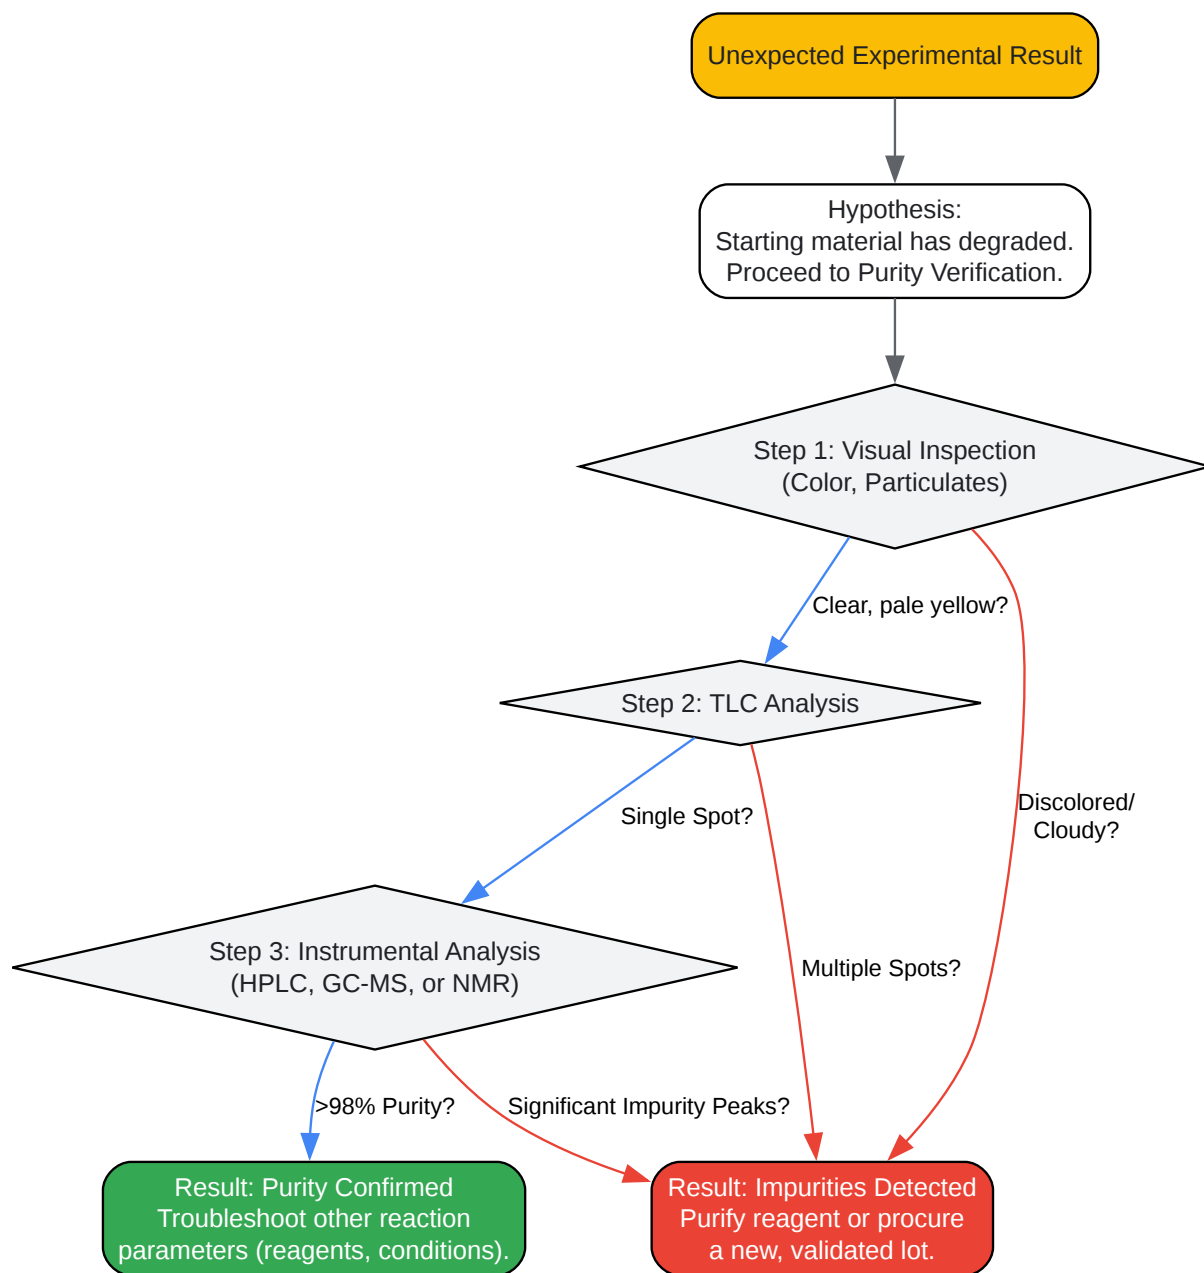 Unexpected Experimental Result
Hypothesis:
Starting material has degraded.
Proceed to Purity Verification.
Step 1: Visual Inspection
(Color, Particulates)
Clear, pale yellow?
Step 2: TLC Analysis
Discolored/
Cloudy?
Single Spot?
Step 3: Instrumental Analysis
(HPLC, GC-MS, or NMR)
Multiple Spots?
>98% Purity?
Significant Impurity Peaks?
Result: Purity Confirmed
Troubleshoot other reaction
parameters (reagents, conditions).
Result: Impurities Detected
Purify reagent or procure
a new, validated lot.